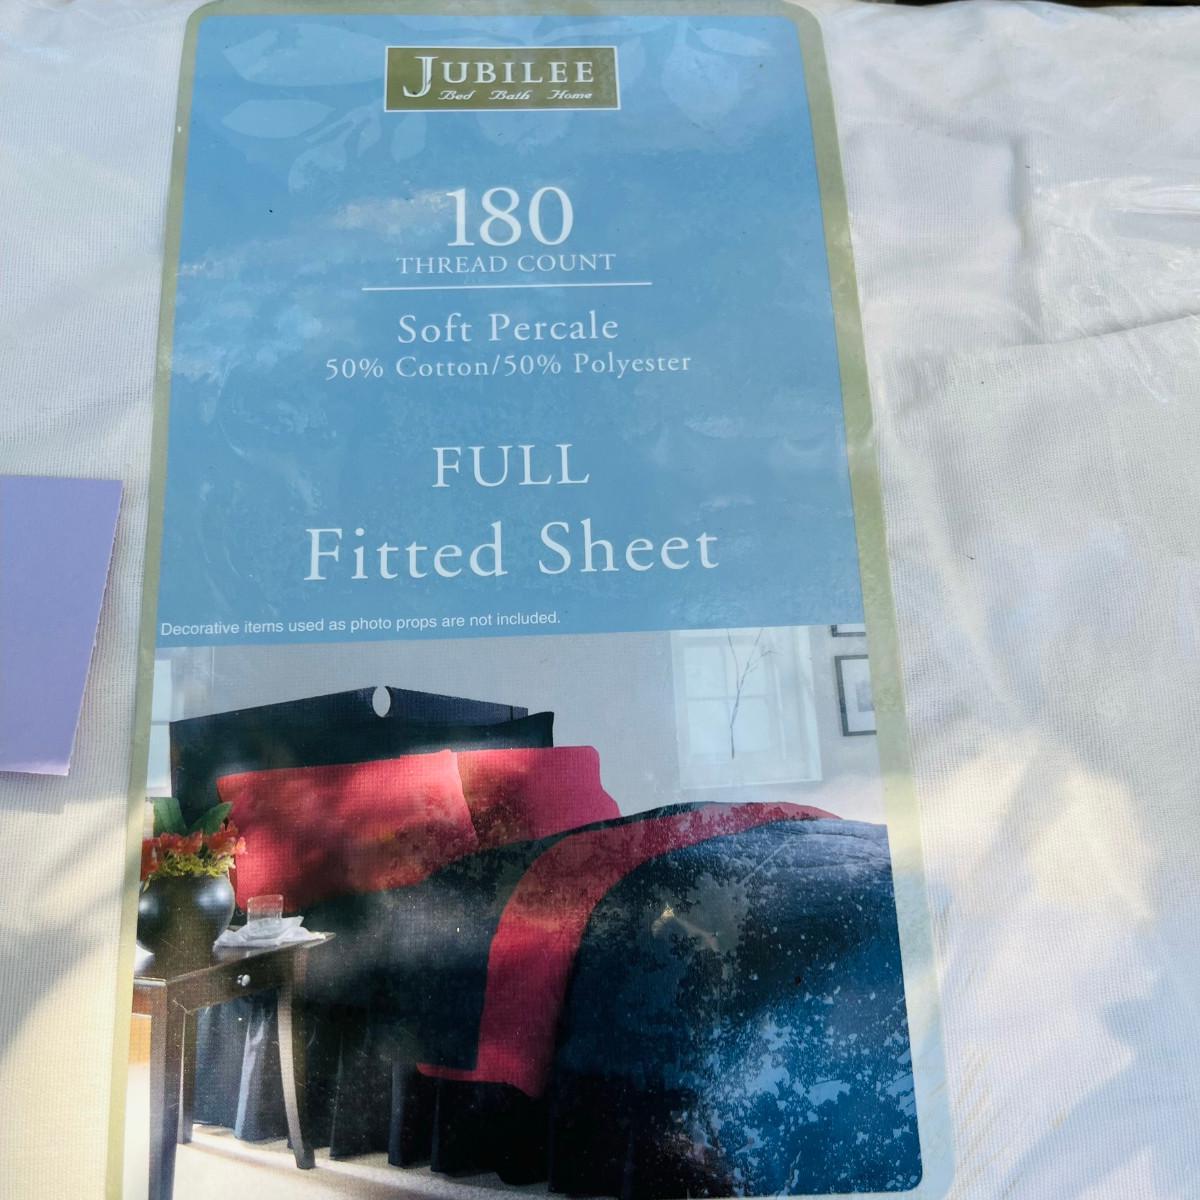 JUBILEE
Bed Bath Home
180
THREAD COUNT
Soft Percale
50% Cotton/50% Polyester
FULL
Fitted Sheet
Decorative items used as photo props are not included.